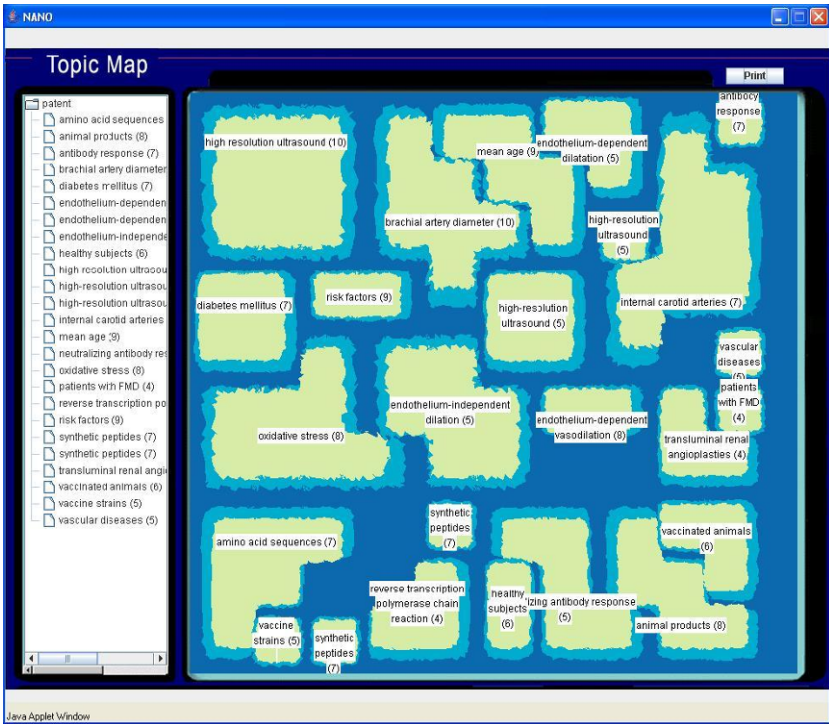 NANO
Topic Map
Print
patent
amino acid sequences
animal products (8)
antibody response (7)
brachial artery diameter
diabetes mellitus (7)
endothelium-dependen
endothelium-dependen
endothelium-independe
healthy subjects (6)
high resolution ultrasou
high-resolution ultrasou
high-resolution ultrasou
internal carotid arteries
mean age (9)
neutralizing antibody res
oxidative stress (8)
patients with FMD (4)
reverse transcription po
risk factors (9)
synthetic peptides (7)
synthetic peptides (7)
transluminal renal angi
vaccinated animals (6)
vaccine strains (5)
vascular diseases (5)
antibody
response
(7)
high resolution ultrasound (10)
mean age (9)
endothelium-dependent
dilatation (5)
brachial artery diameter (10)
high-resolution
ultrasound
(5)
diabetes mellitus (7)
risk factors (9)
high-resolution
ultrasound (5)
internal carotid arteries (7)
vascular
diseases
(5)
patients
with FMD
(4)
oxidative stress (8)
endothelium-independent
dilation (5)
endothelium-dependent
vasodilation (8)
transluminal renal
angioplasties (4)
amino acid sequences (7)
synthetic
peptides
(7)
vaccinated animals
(6)
reverse transcription
polymerase chain
reaction (4)
healthy
subjects
(6)
lizing antibody response
(5)
animal products (8)
vaccine
strains (5)
synthetic
peptides
(7)
Java Applet Window